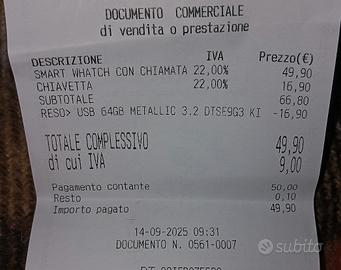 DOCUMENTO COMMERCIALE
di vendita o prestazione
DESCRIZIONE IVA Prezzo(€)
SMART WHATCH CON CHIAMATA 22,00% 49,90
CHIAVETTA 22,00% 16,90
SUBTOTALE 66,80
RESO> USB 64GB METALLIC 3.2 DTSE9G3 KI -16,90
TOTALE COMPLESSIVO 49,90
di cui IVA 9,00
Pagamento contante 50,00
Resto 0,10
Importo pagato 49,90
14-09-2025 09:31
DOCUMENTO N. 0561-0007
subito